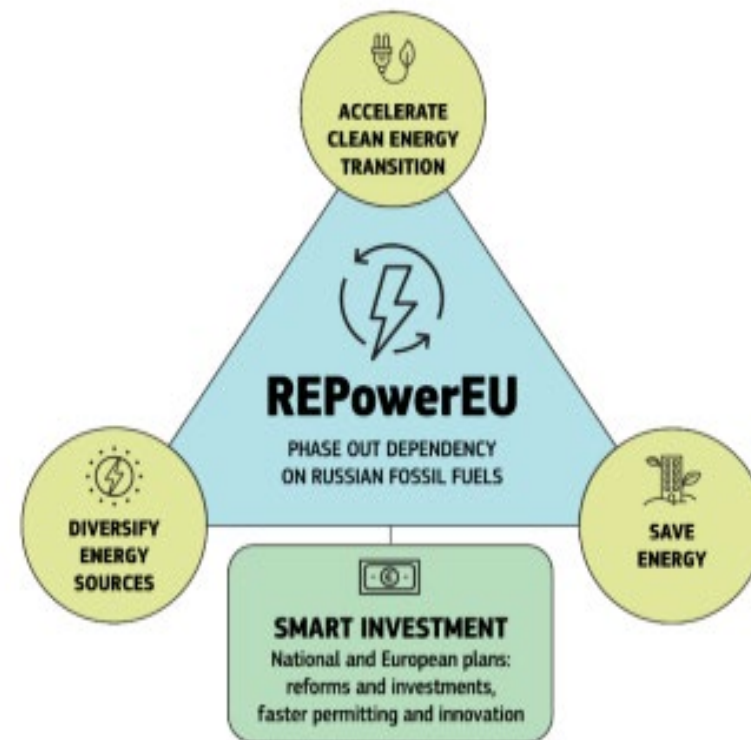 ACCELERATE
CLEAN ENERGY
TRANSITION
REPowerEU
PHASE OUT DEPENDENCY
ON RUSSIAN FOSSIL FUELS
DIVERSIFY
ENERGY
SOURCES
SAVE
ENERGY
SMART INVESTMENT
National and European plans:
reforms and investments,
faster permitting and innovation